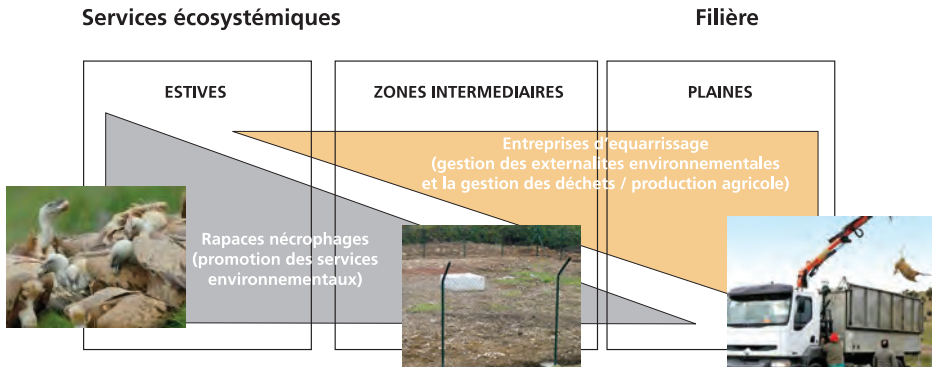 Services écosystémiques
Filière
ESTIVES
ZONES INTERMEDIAIRES
PLAINES
Entreprises d'equarrissage
(gestion des externalites environnementales
et la gestion des déchets / production agricole)
Rapaces nécrophages
(promotion des services
environnementaux)